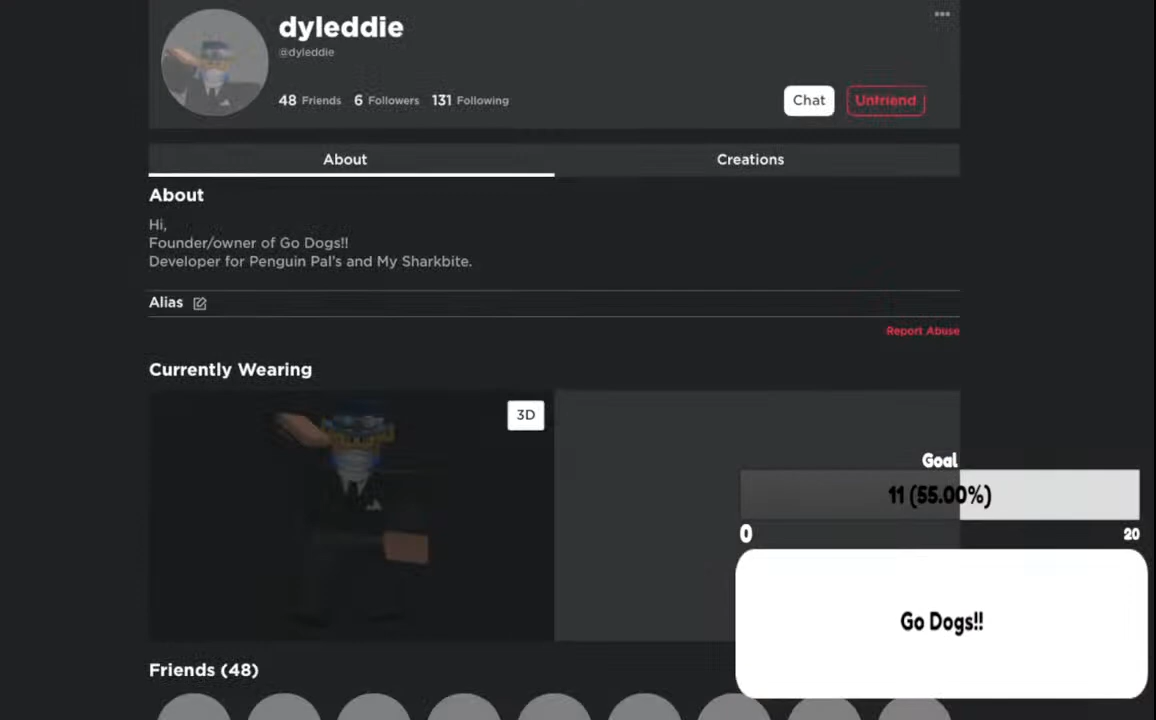 dyleddie
@dyleddie
48 Friends 6 Followers 131 Following
Chat
Unfriend
About
Creations
About
Hi,
Founder/owner of Go Dogs!!
Developer for Penguin Pal's and My Sharkbite.
Alias
Report Abuse
Currently Wearing
3D
Goal
11 (55.00%)
0
20
Go Dogs!!
Friends (48)